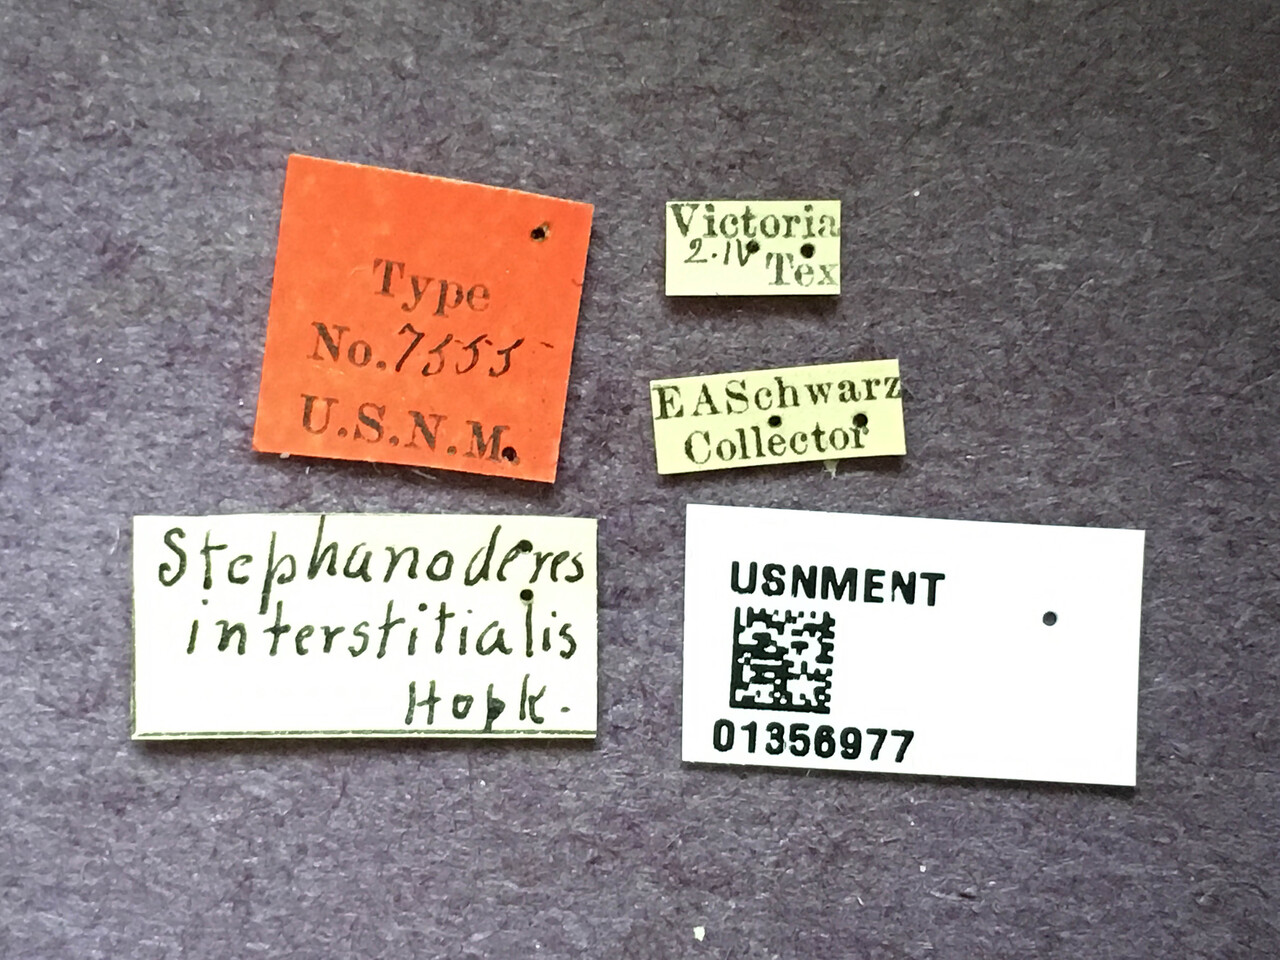 Type
No. 7555
U.S.N.M.
Victoria
2.IV Tex
EASchwarz
Collector
Stephanoderes
interstitialis
Hopk.
USNMENT
01356977